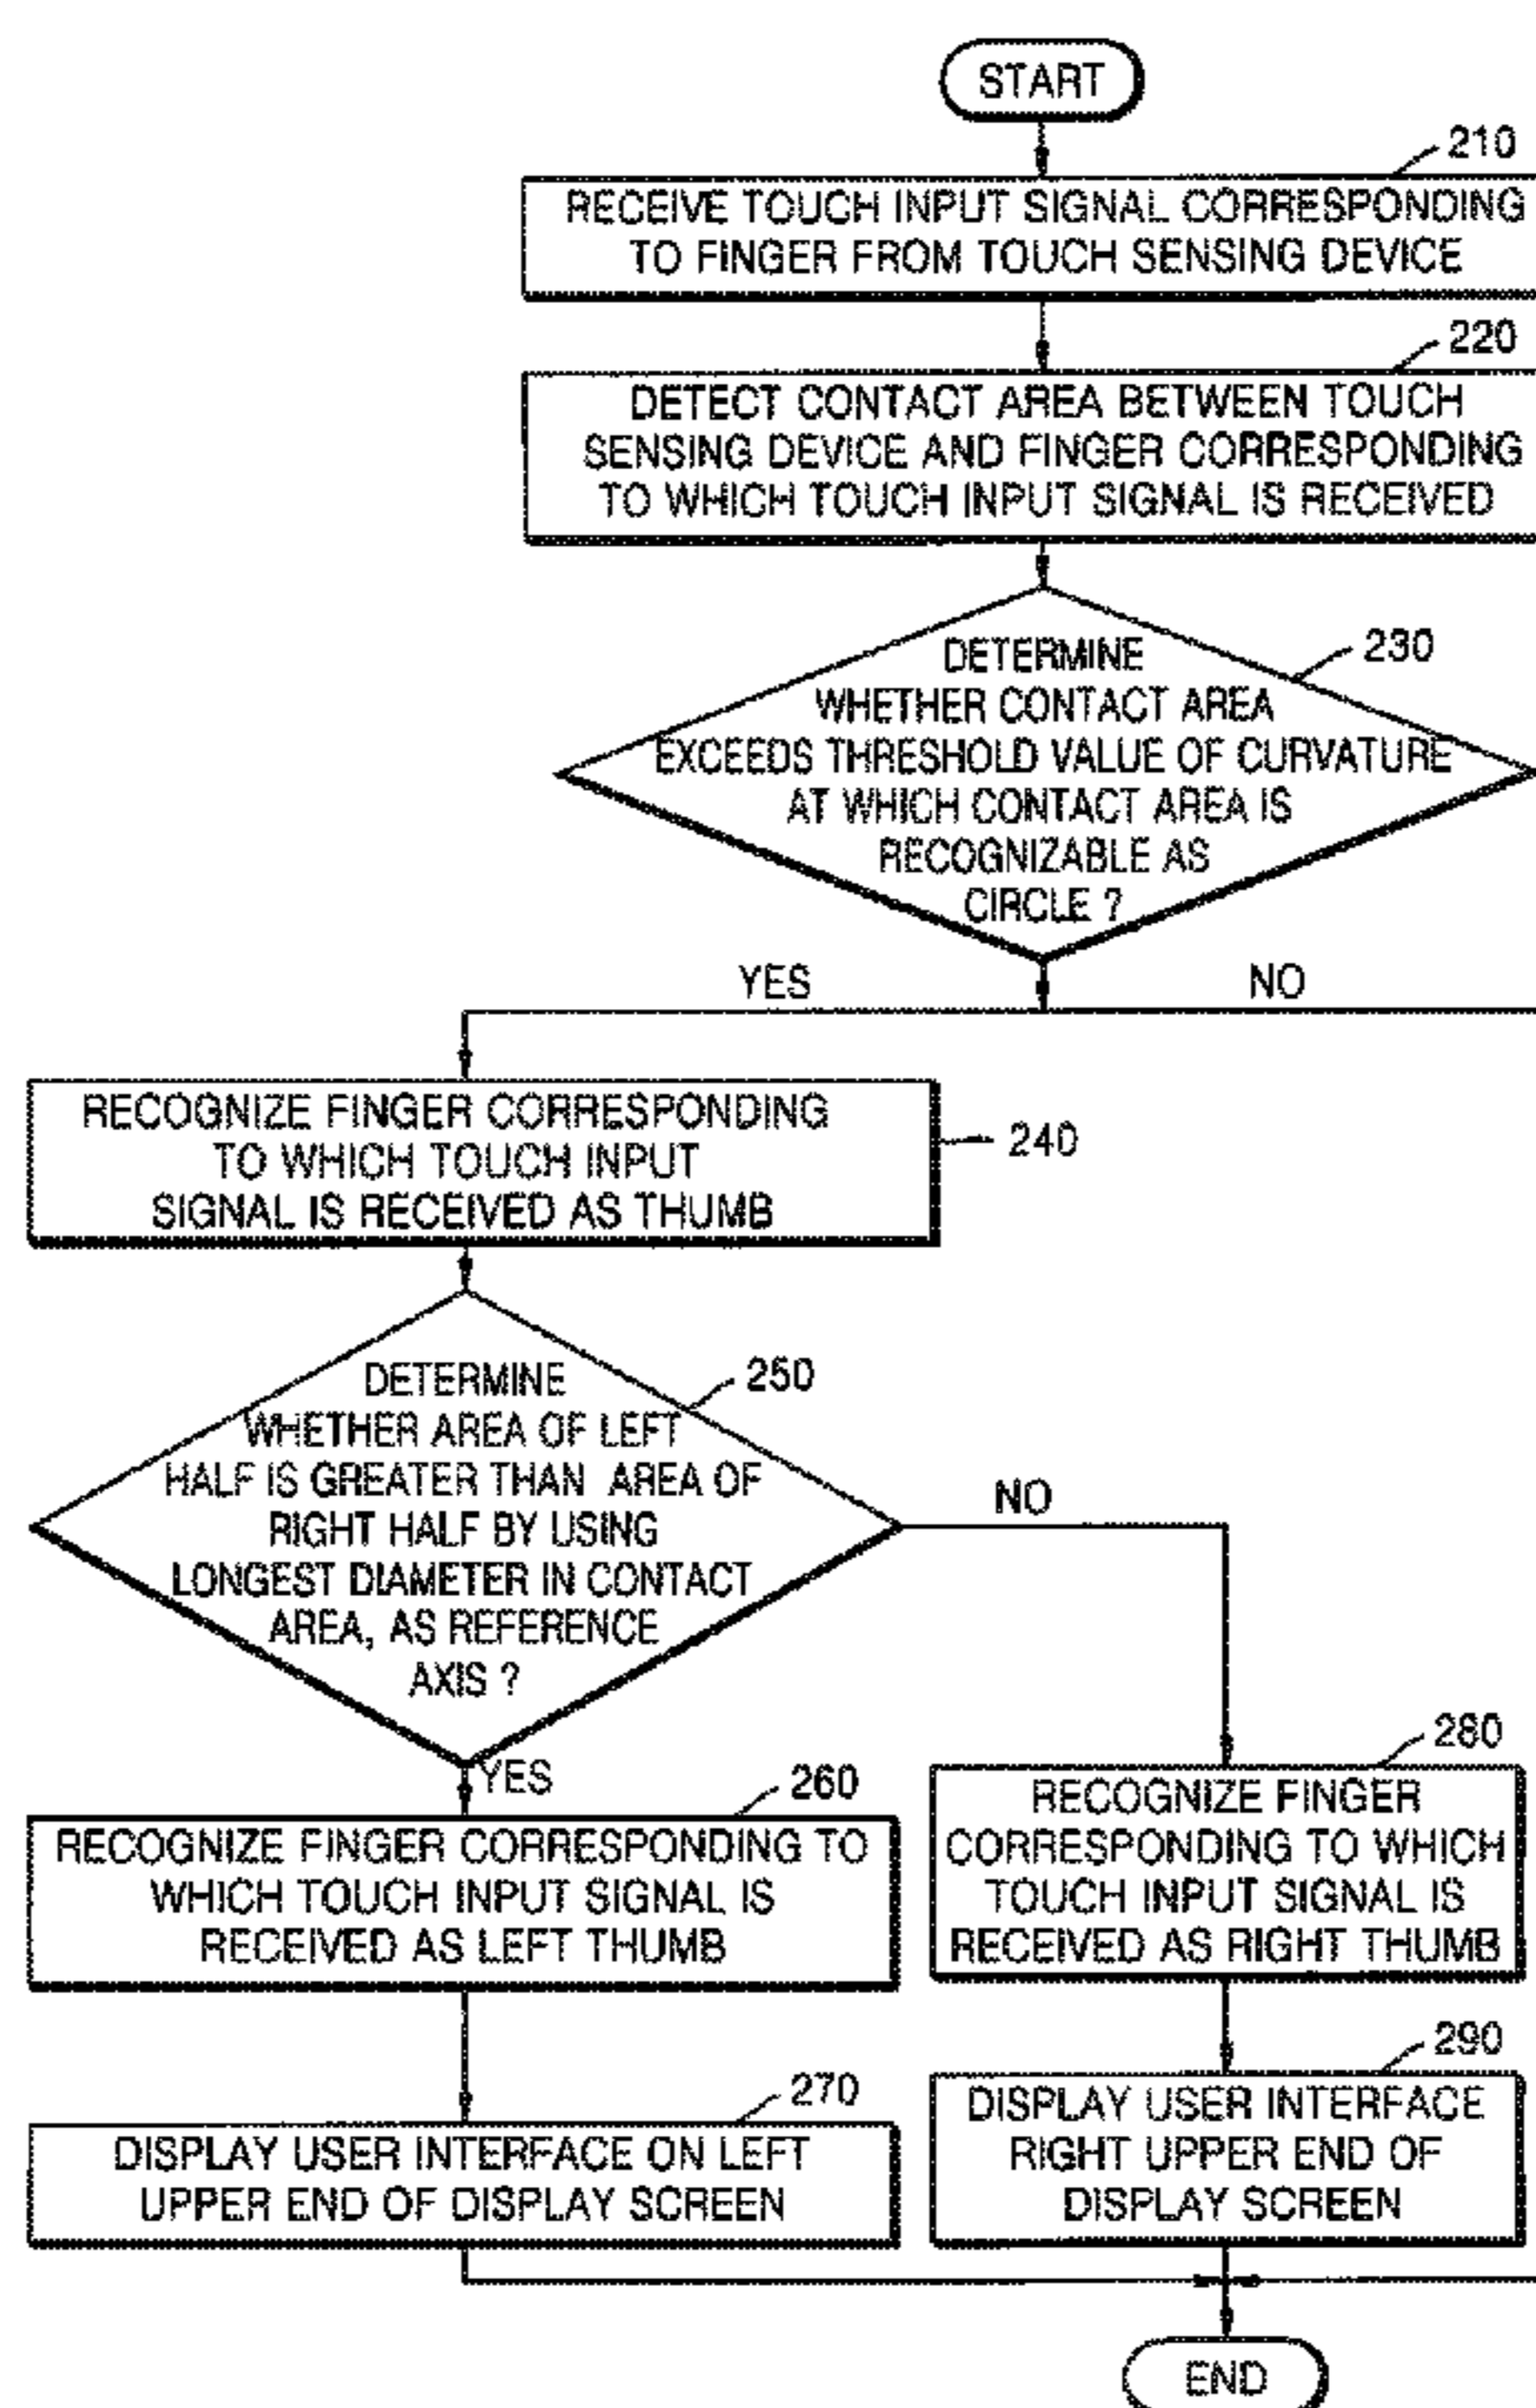 START
210
RECEIVE TOUCH INPUT SIGNAL CORRESPONDING
TO FINGER FROM TOUCH SENSING DEVICE
220
DETECT CONTACT AREA BETWEEN TOUCH
SENSING DEVICE AND FINGER CORRESPONDING
TO WHICH TOUCH INPUT SIGNAL IS RECEIVED
230
DETERMINE
WHETHER CONTACT AREA
EXCEEDS THRESHOLD VALUE OF CURVATURE
AT WHICH CONTACT AREA IS
RECOGNIZABLE AS
CIRCLE ?
YES
NO
RECOGNIZE FINGER CORRESPONDING
TO WHICH TOUCH INPUT
SIGNAL IS RECEIVED AS THUMB
240
250
DETERMINE
WHETHER AREA OF LEFT
HALF IS GREATER THAN AREA OF
RIGHT HALF BY USING
LONGEST DIAMETER IN CONTACT
AREA, AS REFERENCE
AXIS ?
NO
YES
260
RECOGNIZE FINGER CORRESPONDING TO
WHICH TOUCH INPUT SIGNAL IS
RECEIVED AS LEFT THUMB
280
RECOGNIZE FINGER
CORRESPONDING TO WHICH
TOUCH INPUT SIGNAL IS
RECEIVED AS RIGHT THUMB
270
DISPLAY USER INTERFACE ON LEFT
UPPER END OF DISPLAY SCREEN
290
DISPLAY USER INTERFACE
RIGHT UPPER END OF
DISPLAY SCREEN
END